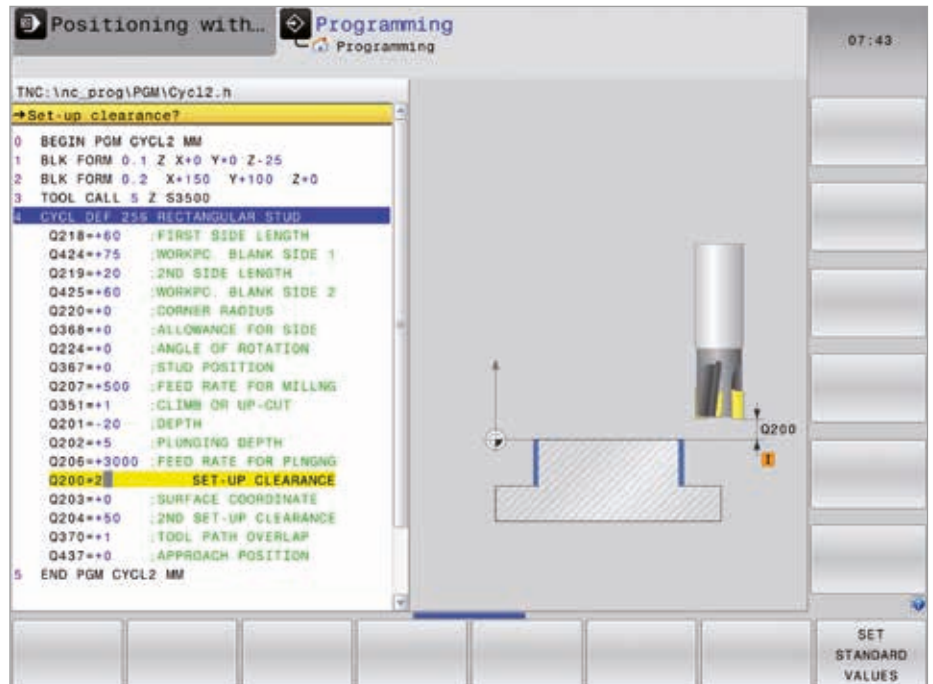 Positioning with...
Programming
Programming
07:43
TNC:\nc_prog\PGM\Cycl2.h
→Set-up clearance?
0 BEGIN PGM CYCL2 MM
1 BLK FORM 0.1 Z X+0 Y+0 Z-25
2 BLK FORM 0.2 X+150 Y+100 Z+0
3 TOOL CALL 5 Z S3500
4 CYCL DEF 256 RECTANGULAR STUD
Q218=+60 ;FIRST SIDE LENGTH
Q424=+75 ;WORKPC. BLANK SIDE 1
Q219=+20 ;2ND SIDE LENGTH
Q425=+60 ;WORKPC. BLANK SIDE 2
Q220=+0 ;CORNER RADIUS
Q368=+0 ;ALLOWANCE FOR SIDE
Q224=+0 ;ANGLE OF ROTATION
Q367=+0 ;STUD POSITION
Q207=+500 ;FEED RATE FOR MILLNG
Q351=+1 ;CLIMB OR UP-CUT
Q201=-20 ;DEPTH
Q202=+5 ;PLUNGING DEPTH
Q206=+3000 ;FEED RATE FOR PLNGNG
Q200=2 SET-UP CLEARANCE
Q203=+0 ;SURFACE COORDINATE
Q204=+50 ;2ND SET-UP CLEARANCE
Q370=+1 ;TOOL PATH OVERLAP
Q437=+0 ;APPROACH POSITION
5 END PGM CYCL2 MM
Q200
I
SET
STANDARD
VALUES